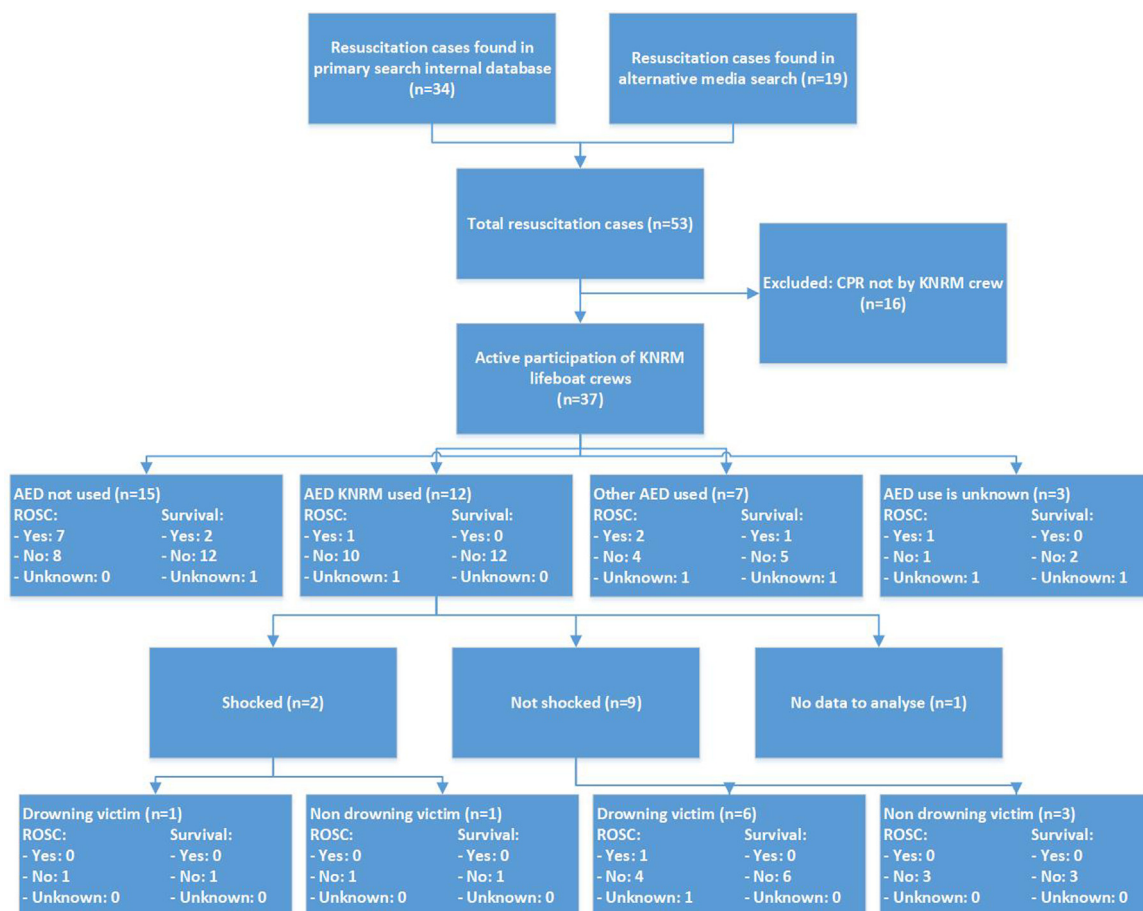 Resuscitation cases found in
primary search internal database
(n=34)
Resuscitation cases found in
alternative media search (n=19)
Total resuscitation cases (n=53)
Excluded: CPR not by KNRM crew
(n=16)
Active participation of KNRM
lifeboat crews
(n=37)
AED not used (n=15)
ROSC: Survival:
- Yes: 7 - Yes: 2
- No: 8 - No: 12
- Unknown: 0 - Unknown: 1
AED KNRM used (n=12)
ROSC: Survival:
- Yes: 1 - Yes: 0
- No: 10 - No: 12
- Unknown: 1 - Unknown: 0
Other AED used (n=7)
ROSC: Survival:
- Yes: 2 - Yes: 1
- No: 4 - No: 5
- Unknown: 1 - Unknown: 1
AED use is unknown (n=3)
ROSC: Survival:
- Yes: 1 - Yes: 0
- No: 1 - No: 2
- Unknown: 1 - Unknown: 1
Shocked (n=2)
Not shocked (n=9)
No data to analyse (n=1)
Drowning victim (n=1)
ROSC: Survival:
- Yes: 0 - Yes: 0
- No: 1 - No: 1
- Unknown: 0 - Unknown: 0
Non drowning victim (n=1)
ROSC: Survival:
- Yes: 0 - Yes: 0
- No: 1 - No: 1
- Unknown: 0 - Unknown: 0
Drowning victim (n=6)
ROSC: Survival:
- Yes: 1 - Yes: 0
- No: 4 - No: 6
- Unknown: 1 - Unknown: 0
Non drowning victim (n=3)
ROSC: Survival:
- Yes: 0 - Yes: 0
- No: 3 - No: 3
- Unknown: 0 - Unknown: 0